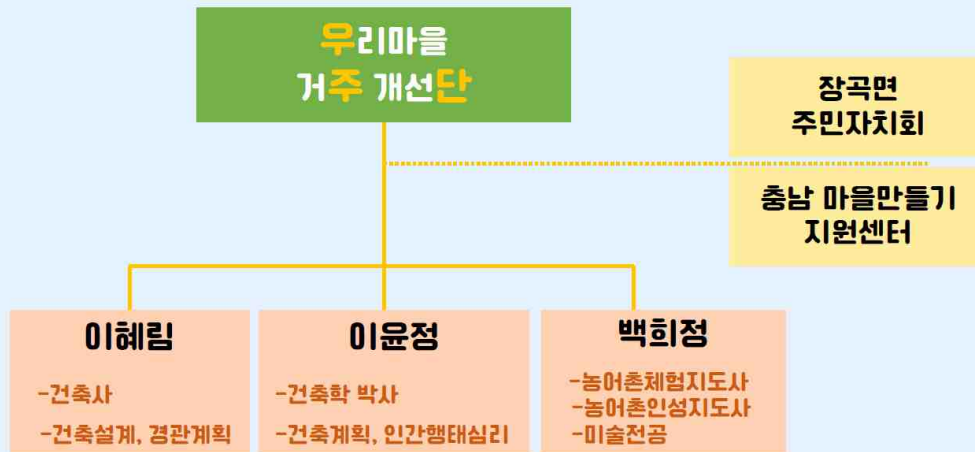 우리마을
거주 개선단
장곡면
주민자치회
충남 마을만들기
지원센터
이혜림
-건축사
-건축설계, 경관계획
이윤정
-건축학 박사
-건축계획, 인간행태심리
백희정
-농어촌체험지도사
-농어촌인성지도사
-미술전공